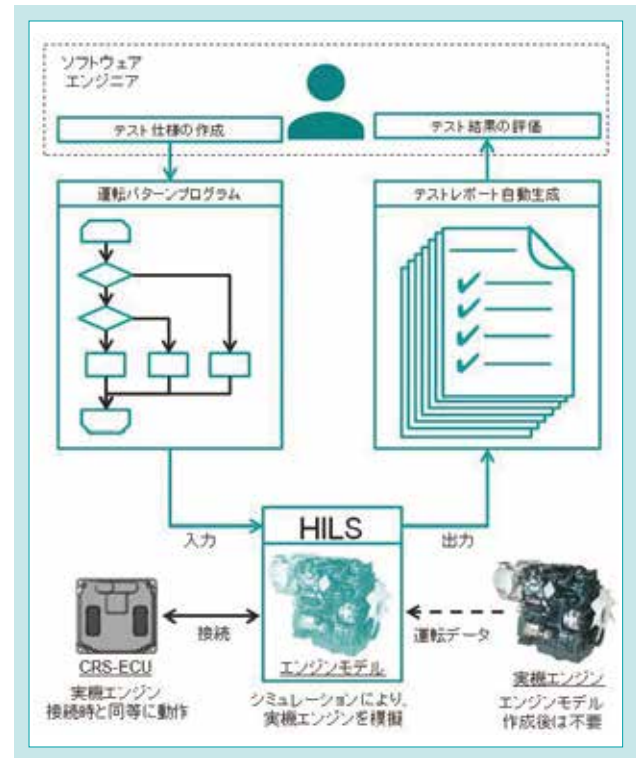 ソフトウェア
エンジニア
テスト仕様の作成
テスト結果の評価
運転パターンプログラム
テストレポート自動生成
入力
HILS
出力
接続
運転データ
CRS-ECU
エンジンモデル
実機エンジン
実機エンジン
接続時と同等に動作
シミュレーションにより、
実機エンジンを模擬
エンジンモデル
作成後は不要